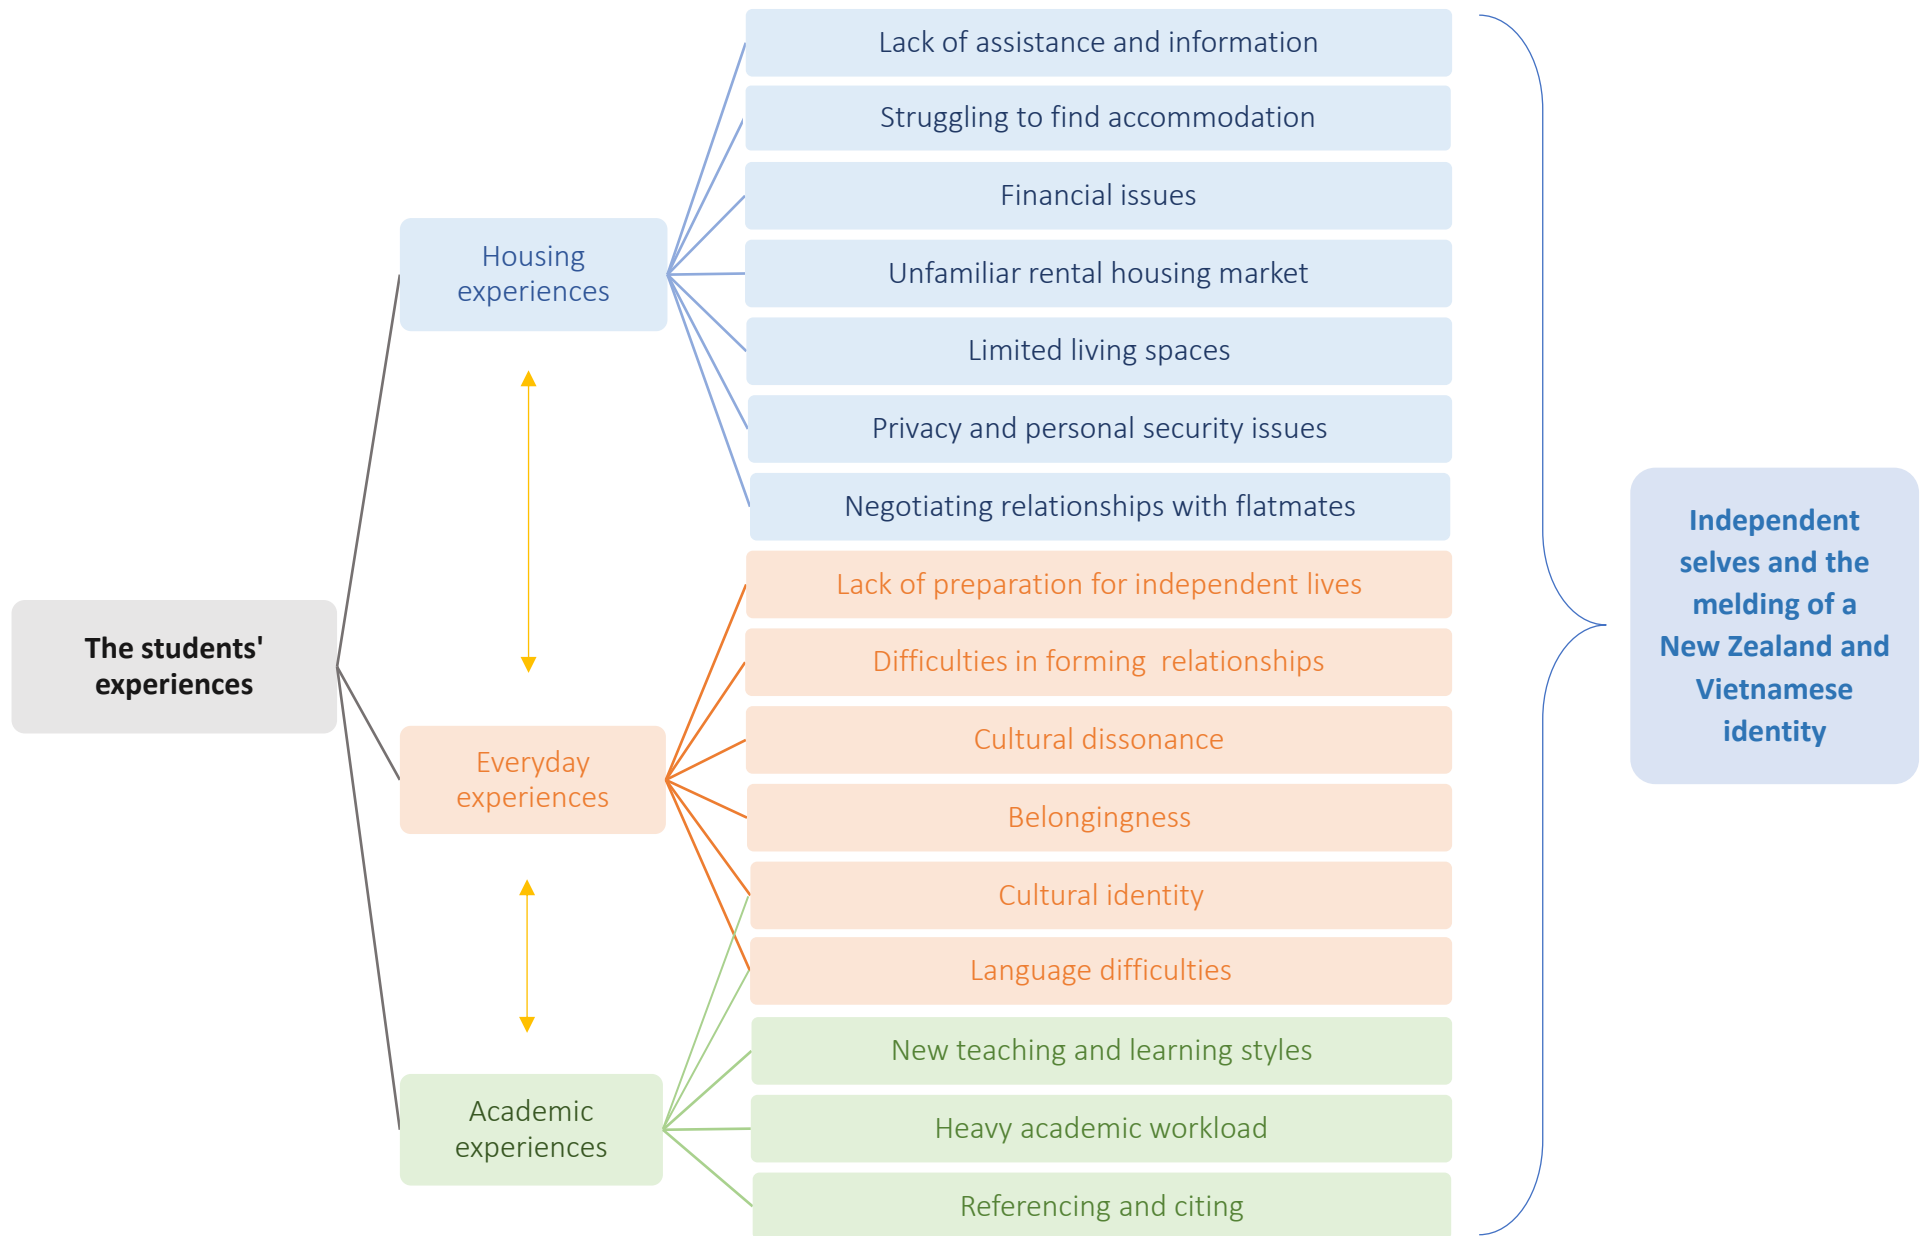 The students'
experiences
Housing
experiences
Everyday
experiences
Academic
experiences
Lack of assistance and information
Struggling to find accommodation
Financial issues
Unfamiliar rental housing market
Limited living spaces
Privacy and personal security issues
Negotiating relationships with flatmates
Lack of preparation for independent lives
Difficulties in forming  relationships
Cultural dissonance
Belongingness
Cultural identity
Language difficulties
New teaching and learning styles
Heavy academic workload
Referencing and citing
Independent
selves and the
melding of a
New Zealand and
Vietnamese
identity